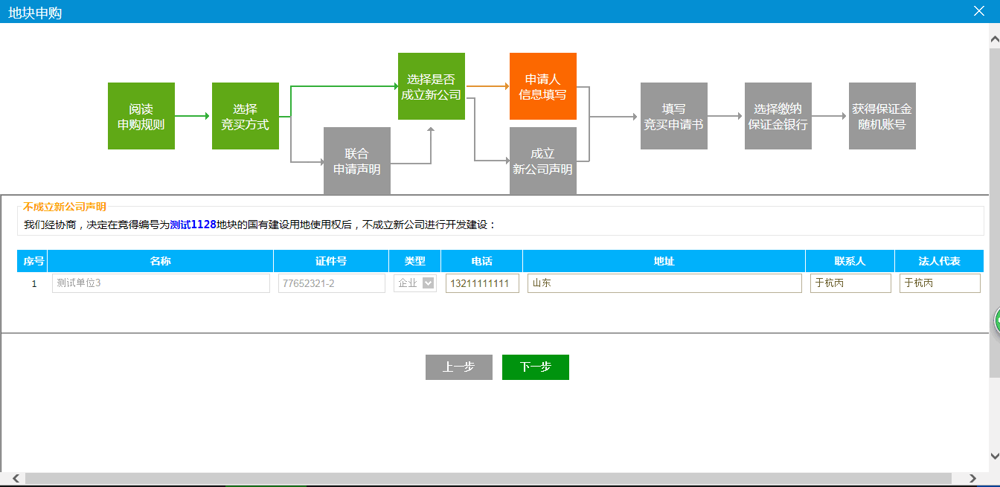 地块申购
阅读
申购规则
选择
竞买方式
联合
申请声明
选择是否
成立新公司
申请人
信息填写
成立
新公司声明
填写
竞买申请书
选择缴纳
保证金银行
获得保证金
随机账号
不成立新公司声明
我们经协商，决定在竟得编号为测试1128地块的国有建设用地使用权后，不成立新公司进行开发建设：
序号 名称 证件号 类型 电话 地址 联系人 法人代表
1 测试单位3 77652321-2 企业 13211111111 山东 于杭丙 于杭丙
上一步 下一步